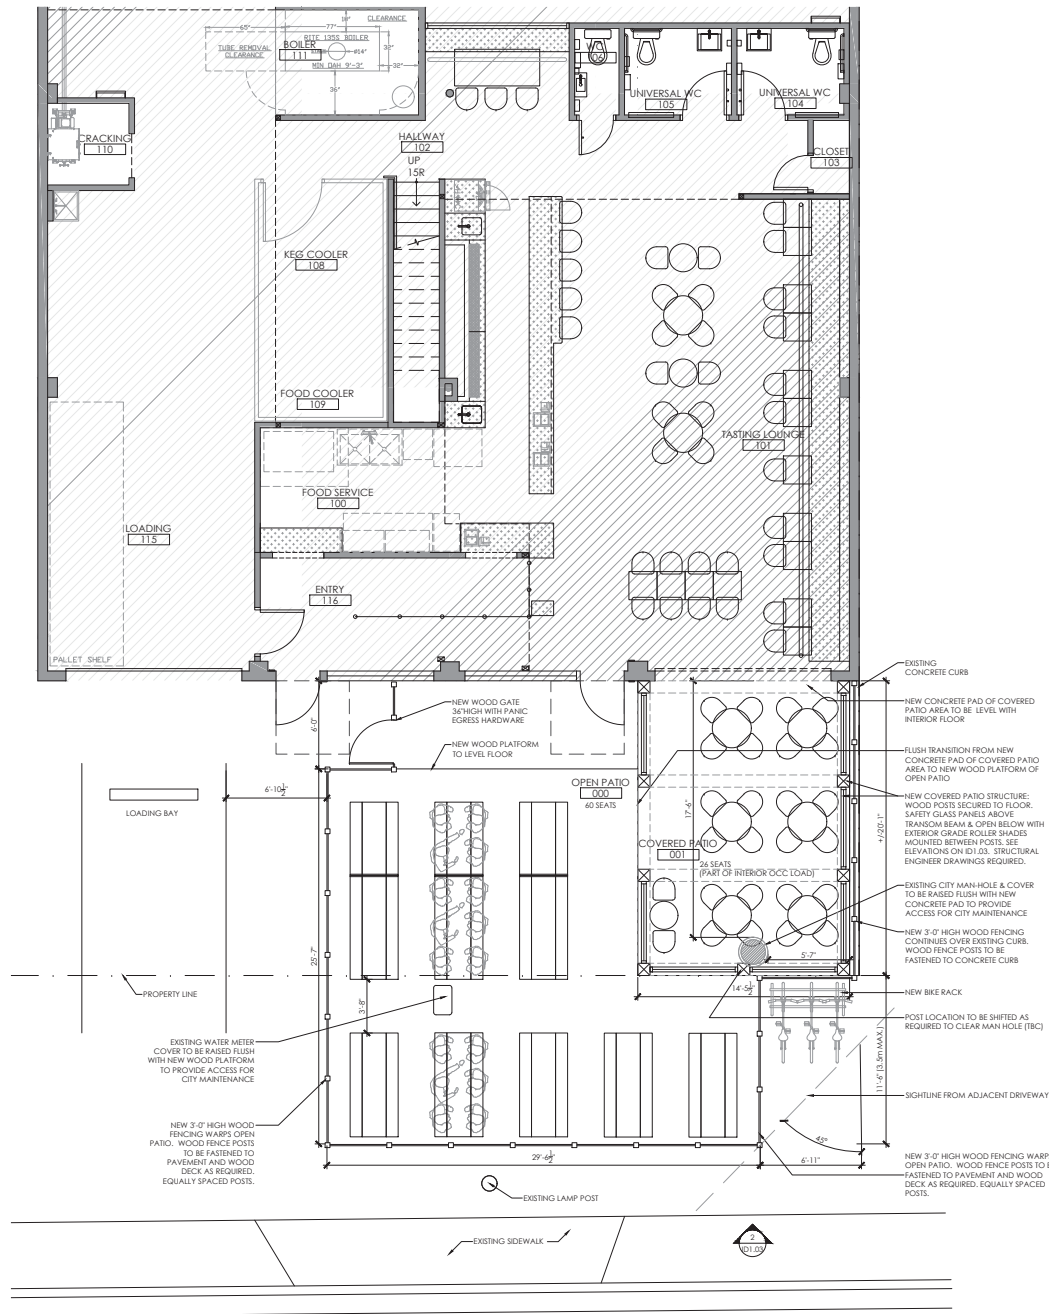 10"
CLEARANCE
65"
77"
RITE 135S BOILER
TUBE REMOVAL
CLEARANCE
BOILER
111
Ø14"
32"
MIN OAH 9'-3"
32"
36"
WC
106
UNIVERSAL WC
105
UNIVERSAL WC
104
CRACKING
110
HALLWAY
102
CLOSET
103
UP
15R
KEG COOLER
108
FOOD COOLER
109
TASTING LOUNGE
101
FOOD SERVICE
100
LOADING
115
ENTRY
116
PALLET SHELF
EXISTING
CONCRETE CURB
NEW WOOD GATE
36"HIGH WITH PANIC
EGRESS HARDWARE
6'-0"
NEW CONCRETE PAD OF COVERED
PATIO AREA TO BE LEVEL WITH
INTERIOR FLOOR
NEW WOOD PLATFORM
TO LEVEL FLOOR
FLUSH TRANSITION FROM NEW
CONCRETE PAD OF COVERED PATIO
AREA TO NEW WOOD PLATFORM OF
OPEN PATIO
OPEN PATIO
000
60 SEATS
6'-10 1/2"
LOADING BAY
17'-6"
+/-20'-1"
NEW COVERED PATIO STRUCTURE:
WOOD POSTS SECURED TO FLOOR.
SAFETY GLASS PANELS ABOVE
TRANSOM BEAM & OPEN BELOW WITH
EXTERIOR GRADE ROLLER SHADES
MOUNTED BETWEEN POSTS. SEE
ELEVATIONS ON ID1.03. STRUCTURAL
ENGINEER DRAWINGS REQUIRED.
COVERED PATIO
001
26 SEATS
(PART OF INTERIOR OCC LOAD)
EXISTING CITY MAN-HOLE & COVER
TO BE RAISED FLUSH WITH NEW
CONCRETE PAD TO PROVIDE
ACCESS FOR CITY MAINTENANCE
NEW 3'-0" HIGH WOOD FENCING
CONTINUES OVER EXISTING CURB.
WOOD FENCE POSTS TO BE
FASTENED TO CONCRETE CURB
25'-7"
5'-7"
PROPERTY LINE
14'-5 1/2"
3'-8"
NEW BIKE RACK
POST LOCATION TO BE SHIFTED AS
REQUIRED TO CLEAR MAN HOLE (TBC)
EXISTING WATER METER
COVER TO BE RAISED FLUSH
WITH NEW WOOD PLATFORM
TO PROVIDE ACCESS FOR
CITY MAINTENANCE
11'-6" [3.5m MAX.]
SIGHTLINE FROM ADJACENT DRIVEWAY
NEW 3'-0" HIGH WOOD
FENCING WARPS OPEN
PATIO. WOOD FENCE POSTS
TO BE FASTENED TO
PAVEMENT AND WOOD
DECK AS REQUIRED.
EQUALLY SPACED POSTS.
45°
29'-6 1/2"
6'-11"
NEW 3'-0" HIGH WOOD FENCING WARP
OPEN PATIO. WOOD FENCE POSTS TO B
FASTENED TO PAVEMENT AND WOOD
DECK AS REQUIRED. EQUALLY SPACED
POSTS.
EXISTING LAMP POST
EXISTING SIDEWALK
2
ID1.03